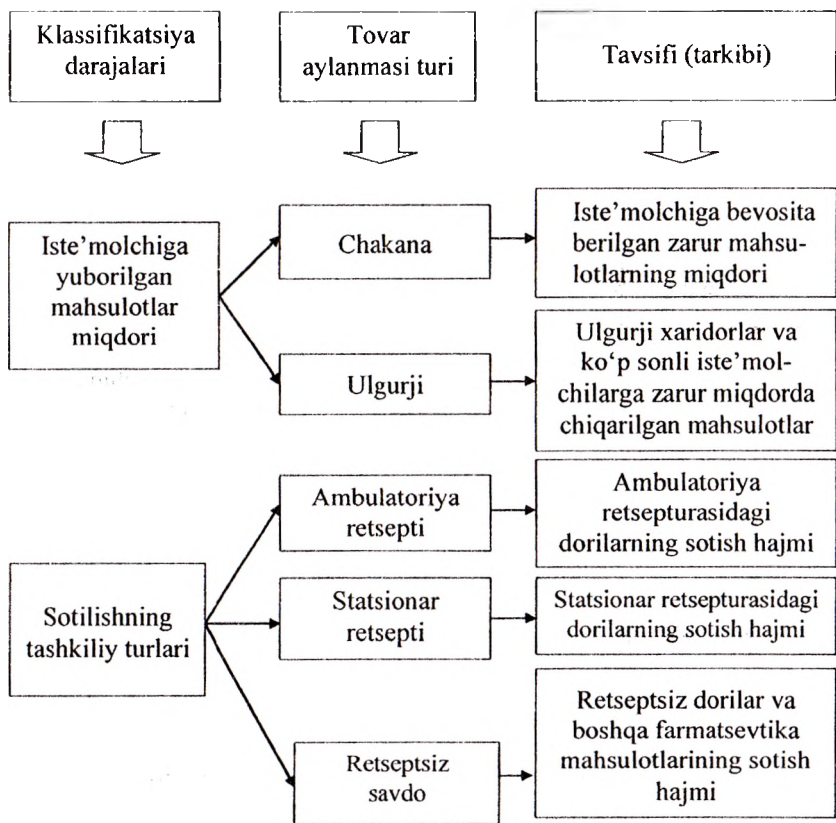 Klassifikatsiya
darajalari
Tovar
aylanmasi turi
Tavsifi (tarkibi)
Iste’molchiga
yuborilgan
mahsulotlar
miqdori
Chakana
Iste’molchiga bevosita
berilgan zarur mahsu-
lotlarning miqdori
Ulgurji
Ulgurji xaridorlar va
ko‘p sonli iste’mol-
chilarga zarur miqdorda
chiqarilgan mahsulotlar
Sotilishning
tashkiliy turlari
Ambulatoriya
retsepti
Ambulatoriya
retsepturasidagi
dorilarning sotish hajmi
Statsionar
retsepti
Statsionar retsepturasidagi
dorilarning sotish hajmi
Retseptsiz
savdo
Retseptsiz dorilar va
boshqa farmatsevtika
mahsulotlarining sotish
hajmi